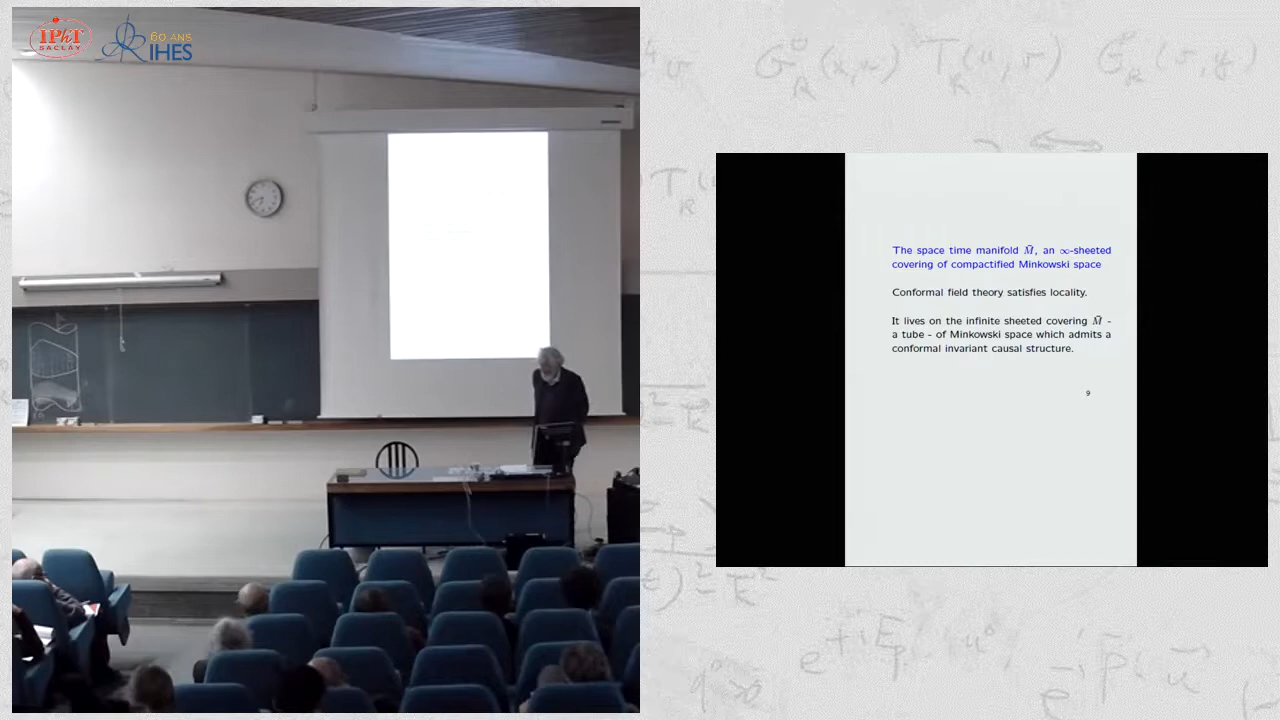 IPhT
SACLAY
60 ANS
IHES
The space time manifold M̃, an ∞-sheeted
covering of compactified Minkowski space
Conformal field theory satisfies locality.
It lives on the infinite sheeted covering M̃ -
a tube - of Minkowski space which admits a
conformal invariant causal structure.
9